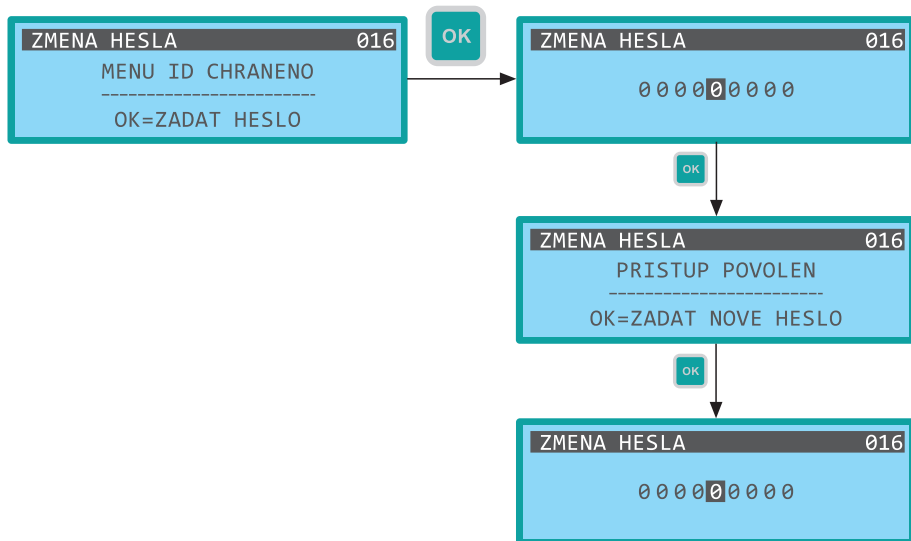 ZMENA HESLA 016
MENU ID CHRANENO
------------------------
OK=ZADAT HESLO
OK
ZMENA HESLA 016
000000000
OK
ZMENA HESLA 016
PRISTUP POVOLEN
------------------------
OK=ZADAT NOVE HESLO
OK
ZMENA HESLA 016
000000000